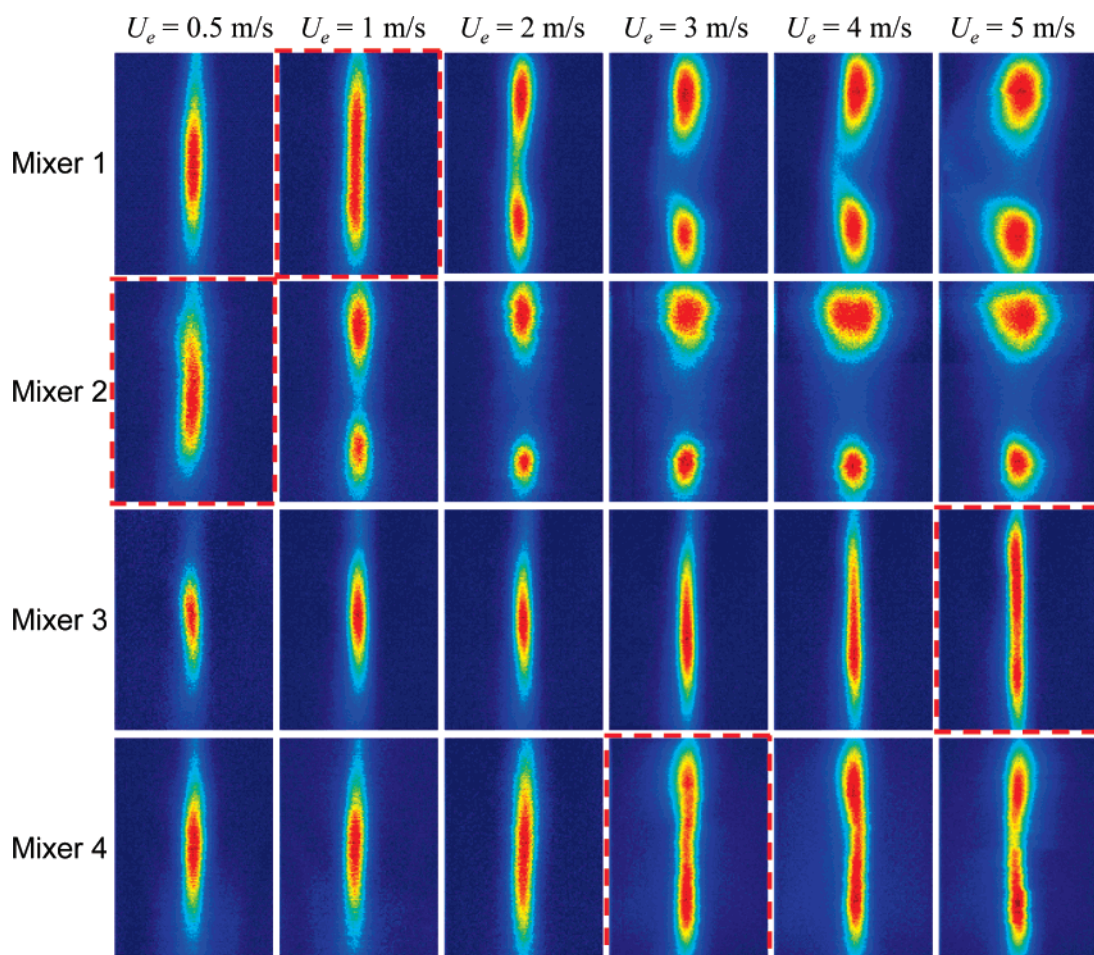 U_e = 0.5 m/s U_e = 1 m/s U_e = 2 m/s U_e = 3 m/s U_e = 4 m/s U_e = 5 m/s
Mixer 1
Mixer 2
Mixer 3
Mixer 4